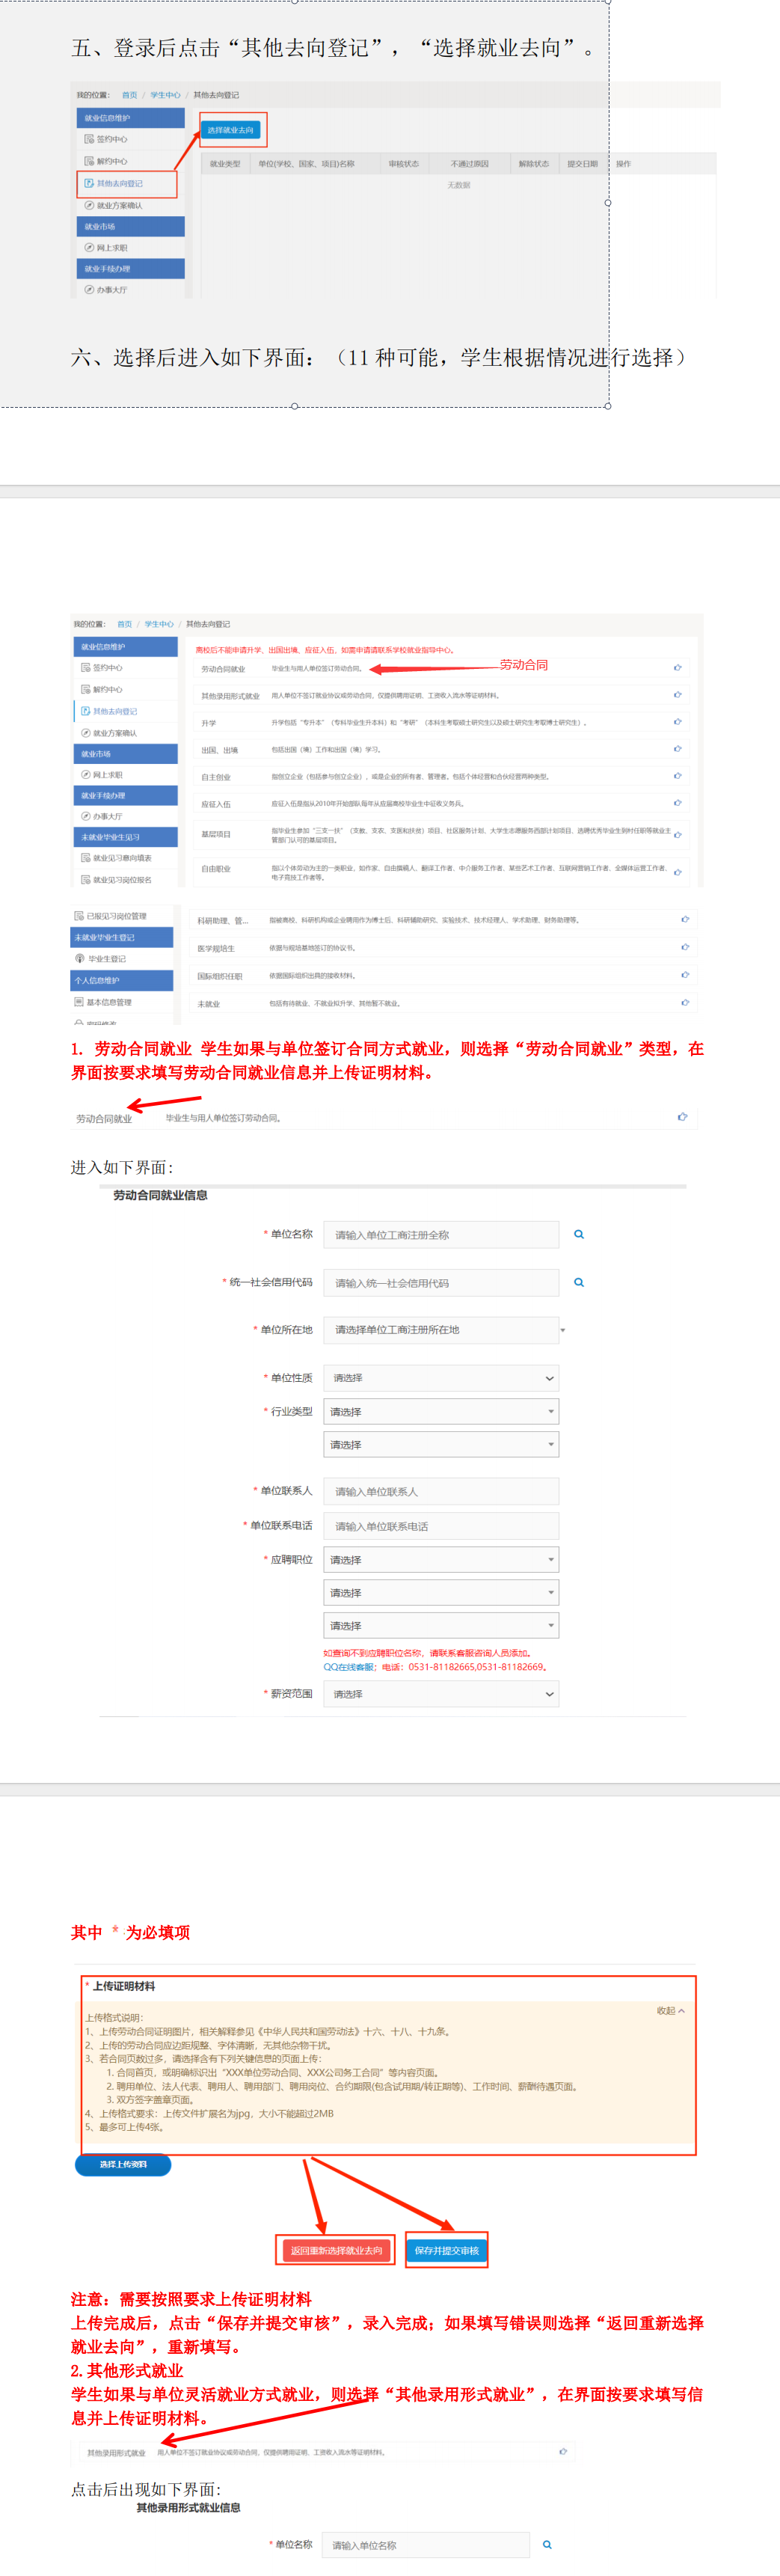 五、登录后点击“其他去向登记”，“选择就业去向”。
我的位置： 首页 / 学生中心 / 其他去向登记
就业信息维护
选择就业去向
签约中心
解约中心
就业类型 单位(学校、国家、项目)名称 审核状态 不通过原因 解除状态 提交日期 操作
其他去向登记
无数据
就业方案确认
就业市场
网上求职
就业手续办理
办事大厅
六、选择后进入如下界面：（11 种可能，学生根据情况进行选择）
我的位置： 首页 / 学生中心 / 其他去向登记
就业信息维护
签约中心
解约中心
其他去向登记
就业方案确认
就业市场
网上求职
就业手续办理
办事大厅
未就业毕业生见习
就业见习意向填表
就业见习岗位报名
离校后不能申请升学、出国出境、应征入伍，如需申请请联系学校就业指导中心。
劳动合同就业 毕业生与用人单位签订劳动合同。
劳动合同
其他录用形式就业 用人单位不签订就业协议或劳动合同，仅提供聘用证明、工资收入流水等证明材料。
升学 升学包括“专升本”（专科毕业生升本科）和“考研”（本科生考取硕士研究生以及硕士研究生考取博士研究生）。
出国、出境 包括出国（境）工作和出国（境）学习。
自主创业 指创立企业（包括参与创立企业），或是企业的所有者、管理者。包括个体经营和合伙经营两种类型。
应征入伍 应征入伍是指从2010年开始部队每年从应届高校毕业生中征收义务兵。
基层项目 指毕业生参加“三支一扶”（支教、支农、支医和扶贫）项目、社区服务计划、大学生志愿服务西部计划项目、选聘优秀毕业生到村任职等就业主
管部门认可的基层项目。
自由职业 指以个体劳动为主的一类职业，如作家、自由撰稿人、翻译工作者、中介服务工作者、某些艺术工作者、互联网营销工作者、全媒体运营工作者、
电子竞技工作者等。
已报见习岗位管理
未就业毕业生登记
毕业生登记
个人信息维护
基本信息管理
密码修改
科研助理、管... 指被高校、科研机构或企业聘用作为博士后、科研辅助研究、实验技术、技术经理人、学术助理、财务助理等。
医学规培生 依据与规培基地签订的协议书。
国际组织任职 依据国际组织出具的接收材料。
未就业 包括有待就业、不就业拟升学、其他暂不就业。
1. 劳动合同就业 学生如果与单位签订合同方式就业，则选择“劳动合同就业”类型，在
界面按要求填写劳动合同就业信息并上传证明材料。
劳动合同就业 毕业生与用人单位签订劳动合同。
进入如下界面：
劳动合同就业信息
* 单位名称 请输入单位工商注册全称
* 统一社会信用代码 请输入统一社会信用代码
* 单位所在地 请选择单位工商注册所在地
* 单位性质 请选择
* 行业类型 请选择
请选择
* 单位联系人 请输入单位联系人
* 单位联系电话 请输入单位联系电话
* 应聘职位 请选择
请选择
请选择
如查询不到应聘职位名称，请联系客服咨询人员添加。
QQ在线客服；电话：0531-81182665,0531-81182669。
* 薪资范围 请选择
其中 * 为必填项
* 上传证明材料
收起
上传格式说明：
1、上传劳动合同证明图片，相关解释参见《中华人民共和国劳动法》十六、十八、十九条。
2、上传的劳动合同应边距规整、字体清晰，无其他杂物干扰。
3、若合同页数过多，请选择含有下列关键信息的页面上传：
1. 合同首页，或明确标识出“XXX单位劳动合同、XXX公司务工合同”等内容页面。
2. 聘用单位、法人代表、聘用人、聘用部门、聘用岗位、合约期限(包含试用期/转正期等)、工作时间、薪酬待遇页面。
3. 双方签字盖章页面。
4、上传格式要求：上传文件扩展名为jpg，大小不能超过2MB
5、最多可上传4张。
选择上传资料
返回重新选择就业去向 保存并提交审核
注意：需要按照要求上传证明材料
上传完成后，点击“保存并提交审核”，录入完成；如果填写错误则选择“返回重新选择
就业去向”，重新填写。
2.其他形式就业
学生如果与单位灵活就业方式就业，则选择“其他录用形式就业”，在界面按要求填写信
息并上传证明材料。
其他录用形式就业 用人单位不签订就业协议或劳动合同，仅提供聘用证明、工资收入流水等证明材料。
点击后出现如下界面：
其他录用形式就业信息
* 单位名称 请输入单位名称